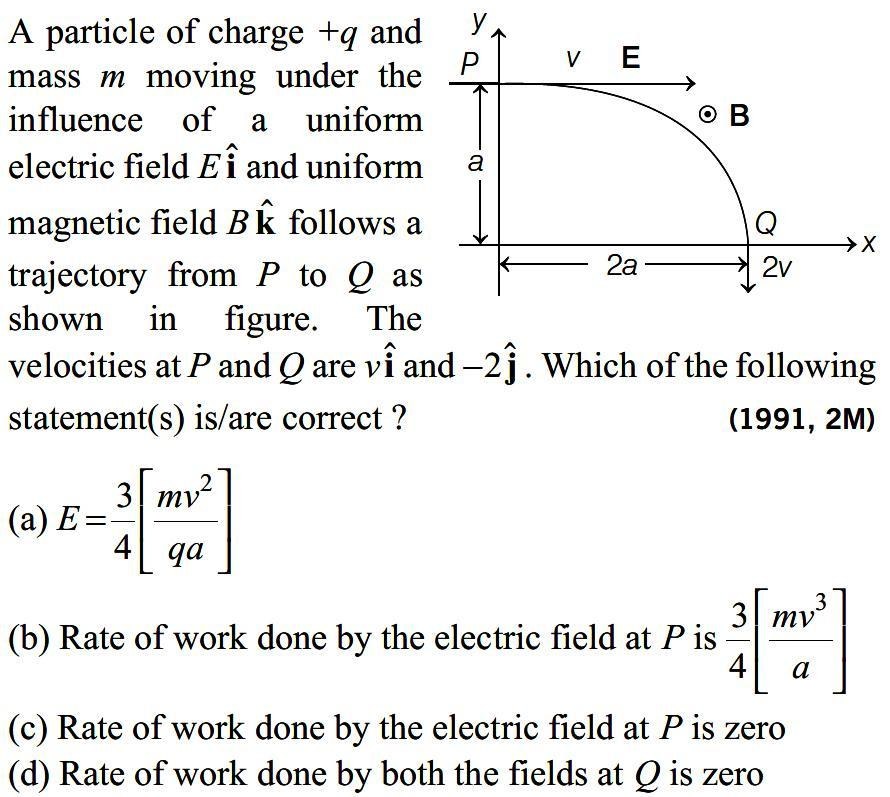 A particle of charge +q and
mass m moving under the
influence of a uniform
electric field E î and uniform
magnetic field B k̂ follows a
trajectory from P to Q as
shown in figure. The
velocities at P and Q are v î and −2 ĵ. Which of the following
statement(s) is/are correct ? (1991, 2M)
y
P v E
B
a
Q
x
2a 2v
(a) E = 3/4 [mv²/qa]
(b) Rate of work done by the electric field at P is 3/4 [mv³/a]
(c) Rate of work done by the electric field at P is zero
(d) Rate of work done by both the fields at Q is zero